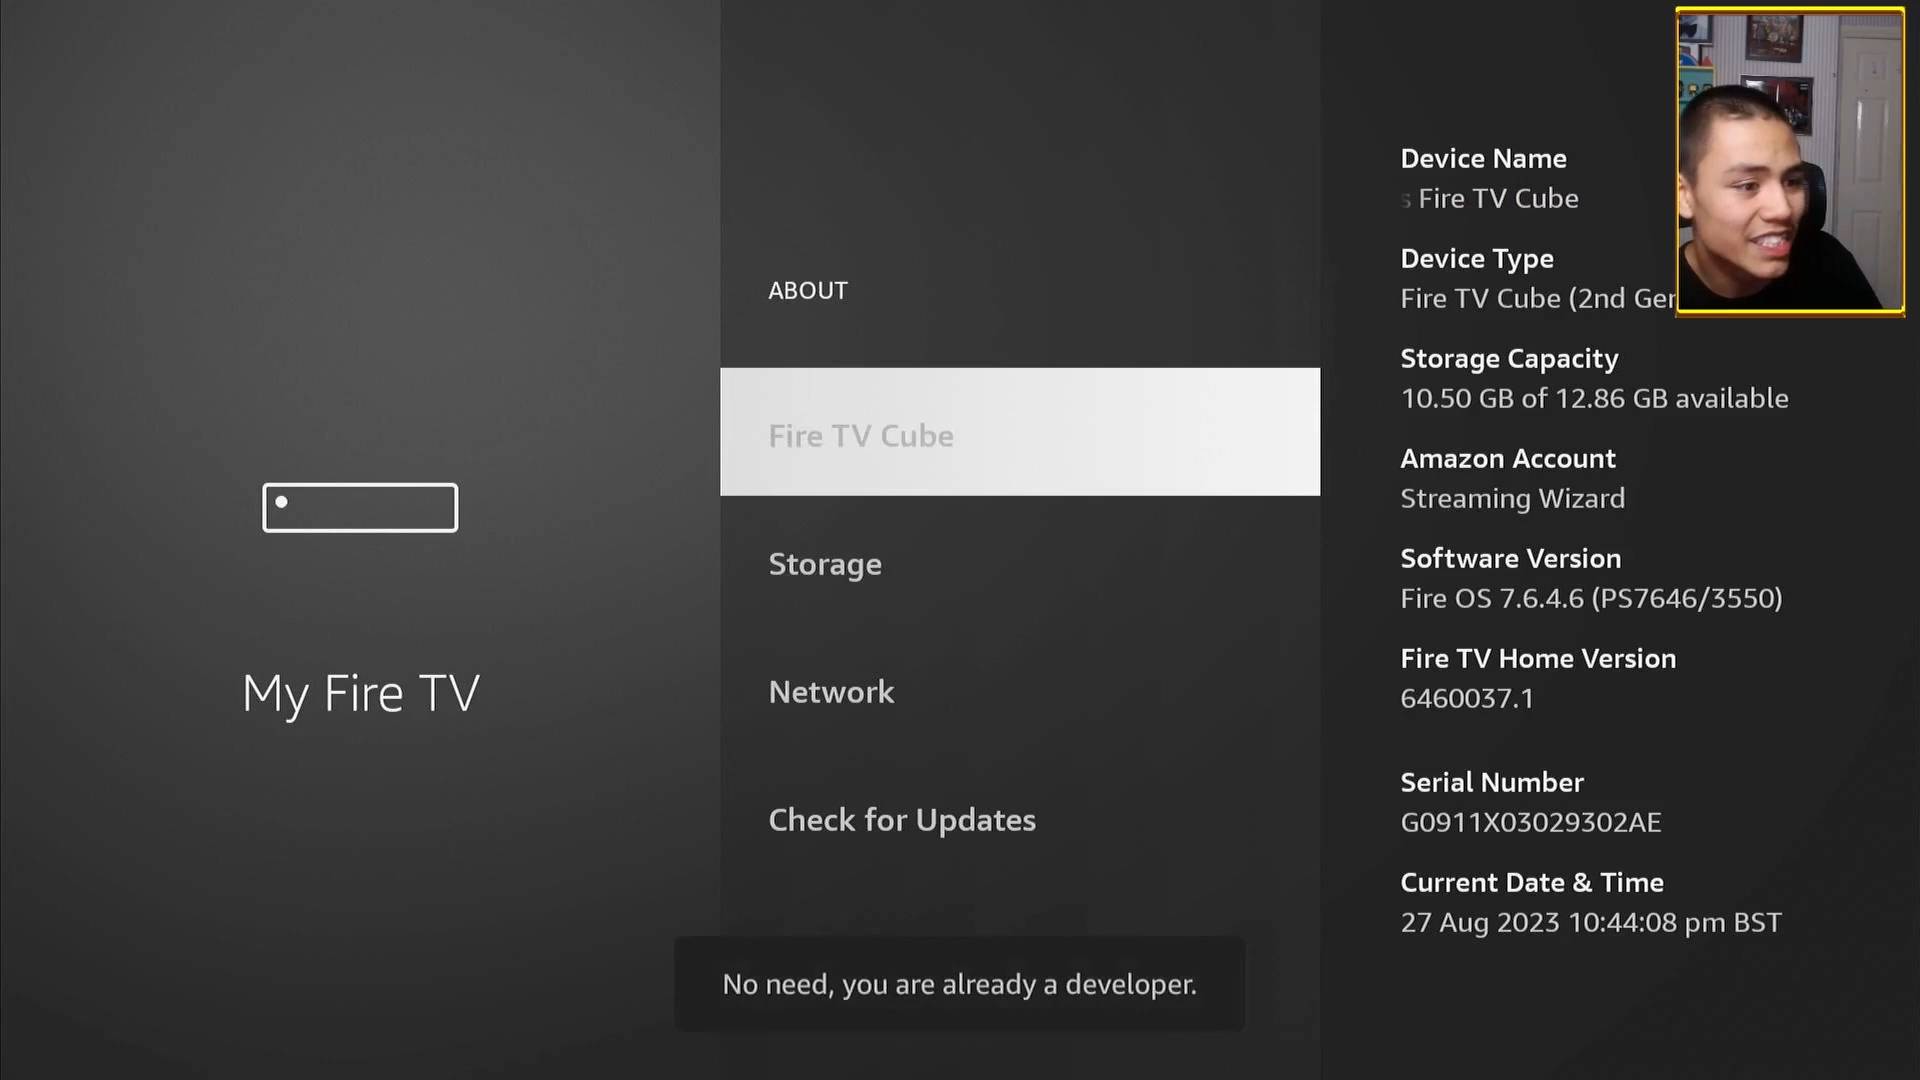 My Fire TV
ABOUT
Fire TV Cube
Storage
Network
Check for Updates
Device Name
s Fire TV Cube
Device Type
Fire TV Cube (2nd Ger
Storage Capacity
10.50 GB of 12.86 GB available
Amazon Account
Streaming Wizard
Software Version
Fire OS 7.6.4.6 (PS7646/3550)
Fire TV Home Version
6460037.1
Serial Number
G0911X03029302AE
Current Date & Time
27 Aug 2023 10:44:08 pm BST
No need, you are already a developer.